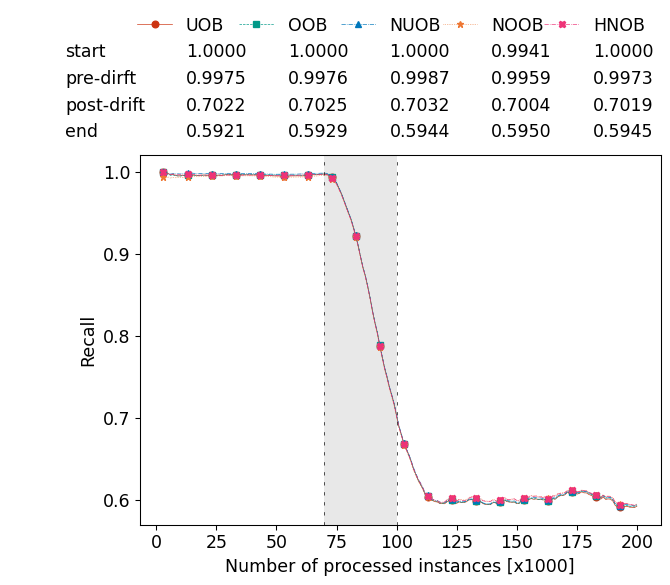 UOB OOB NUOB NOOB HNOB
start 1.0000 1.0000 1.0000 0.9941 1.0000
pre-dirft 0.9975 0.9976 0.9987 0.9959 0.9973
post-drift 0.7022 0.7025 0.7032 0.7004 0.7019
end 0.5921 0.5929 0.5944 0.5950 0.5945
1.0
0.9
0.8
0.7
0.6
Recall
0 25 50 75 100 125 150 175 200
Number of processed instances [x1000]